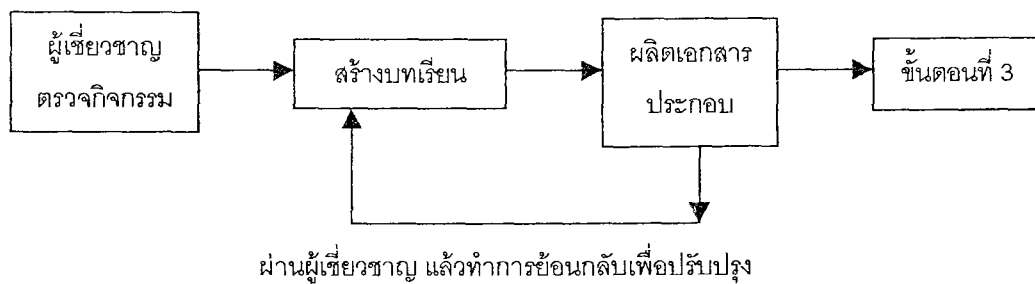 ผู้เชี่ยวชาญ
ตรวจกิจกรรม
สร้างบทเรียน
ผลิตเอกสาร
ประกอบ
ขั้นตอนที่ 3
ผ่านผู้เชี่ยวชาญ แล้วทำการย้อนกลับเพื่อปรับปรุง